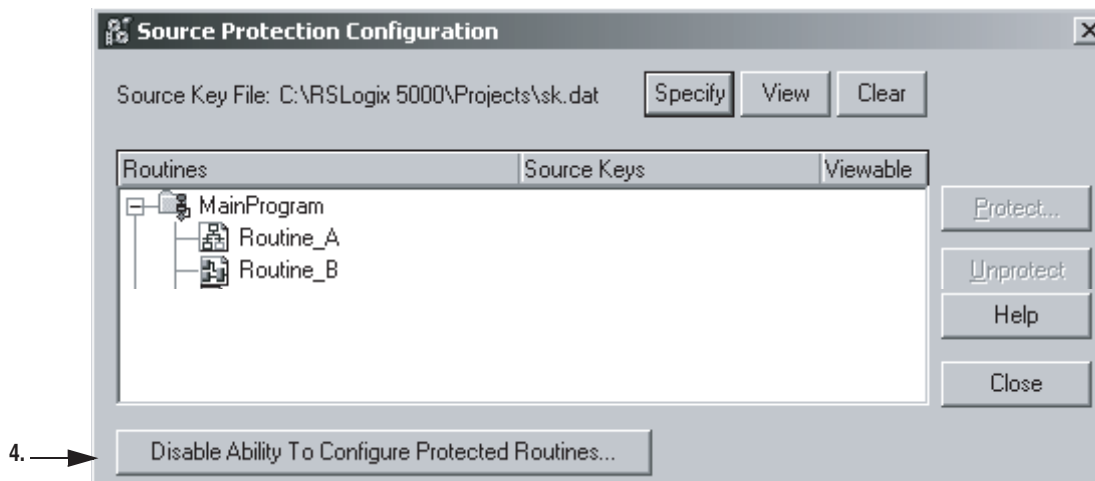 Source Protection Configuration
Source Key File: C:\RSLogix 5000\Projects\sk.dat
Specify
View
Clear
Routines
Source Keys
Viewable
MainProgram
Routine_A
Routine_B
Protect...
Unprotect
Help
Close
4.
Disable Ability To Configure Protected Routines...